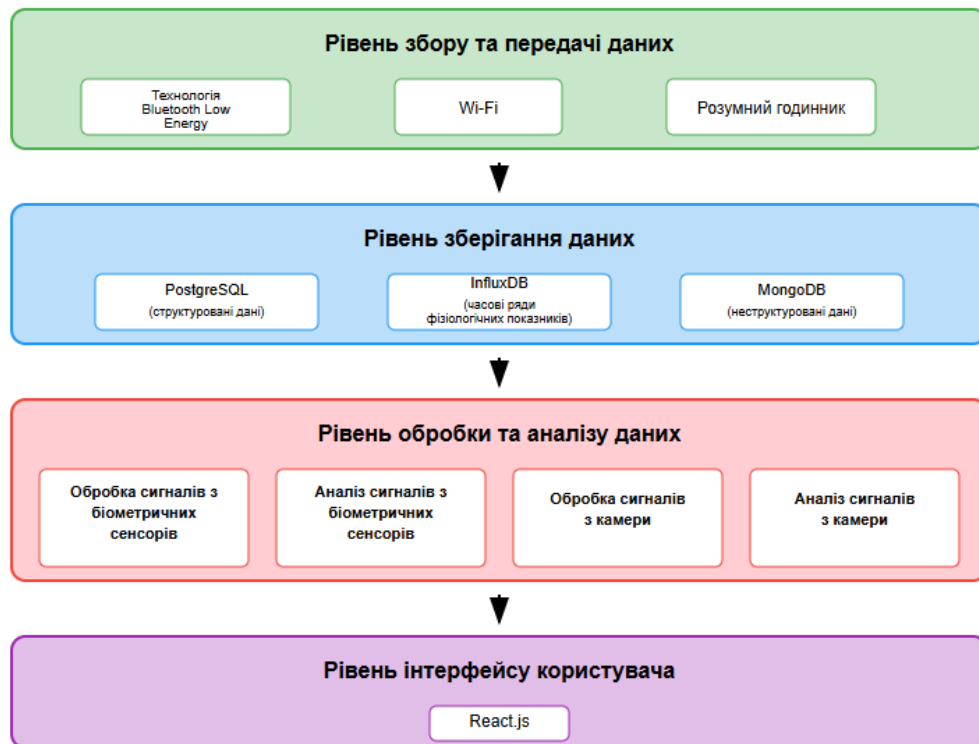 Рівень збору та передачі даних
Технологія
Bluetooth Low
Energy
Wi-Fi
Розумний годинник
Рівень зберігання даних
PostgreSQL
(структуровані дані)
InfluxDB
(часові ряди
фізіологічних показників)
MongoDB
(неструктуровані дані)
Рівень обробки та аналізу даних
Обробка сигналів з
біометричних
сенсорів
Аналіз сигналів з
біометричних
сенсорів
Обробка сигналів
з камери
Аналіз сигналів
з камери
Рівень інтерфейсу користувача
React.js